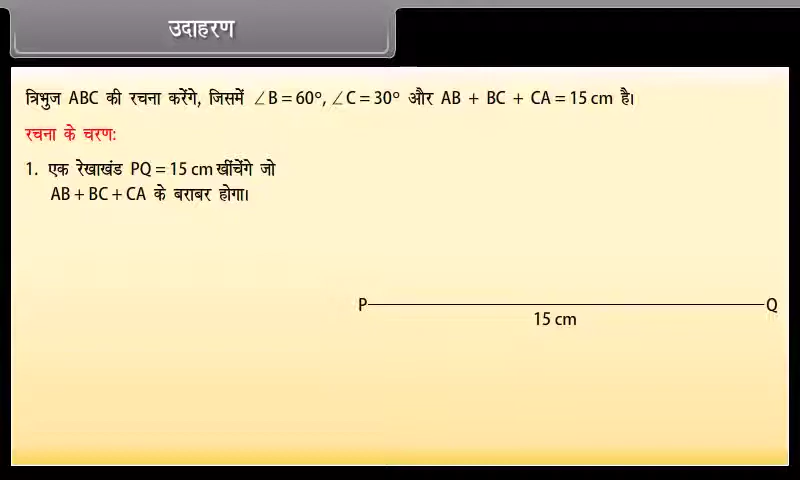 उदाहरण
त्रिभुज ABC की रचना करेंगे, जिसमें ∠B = 60°, ∠C = 30° और AB + BC + CA = 15 cm है।
रचना के चरणः
1. एक रेखाखंड PQ = 15 cm खींचेंगे जो
AB + BC + CA के बराबर होगा।
P Q
15 cm